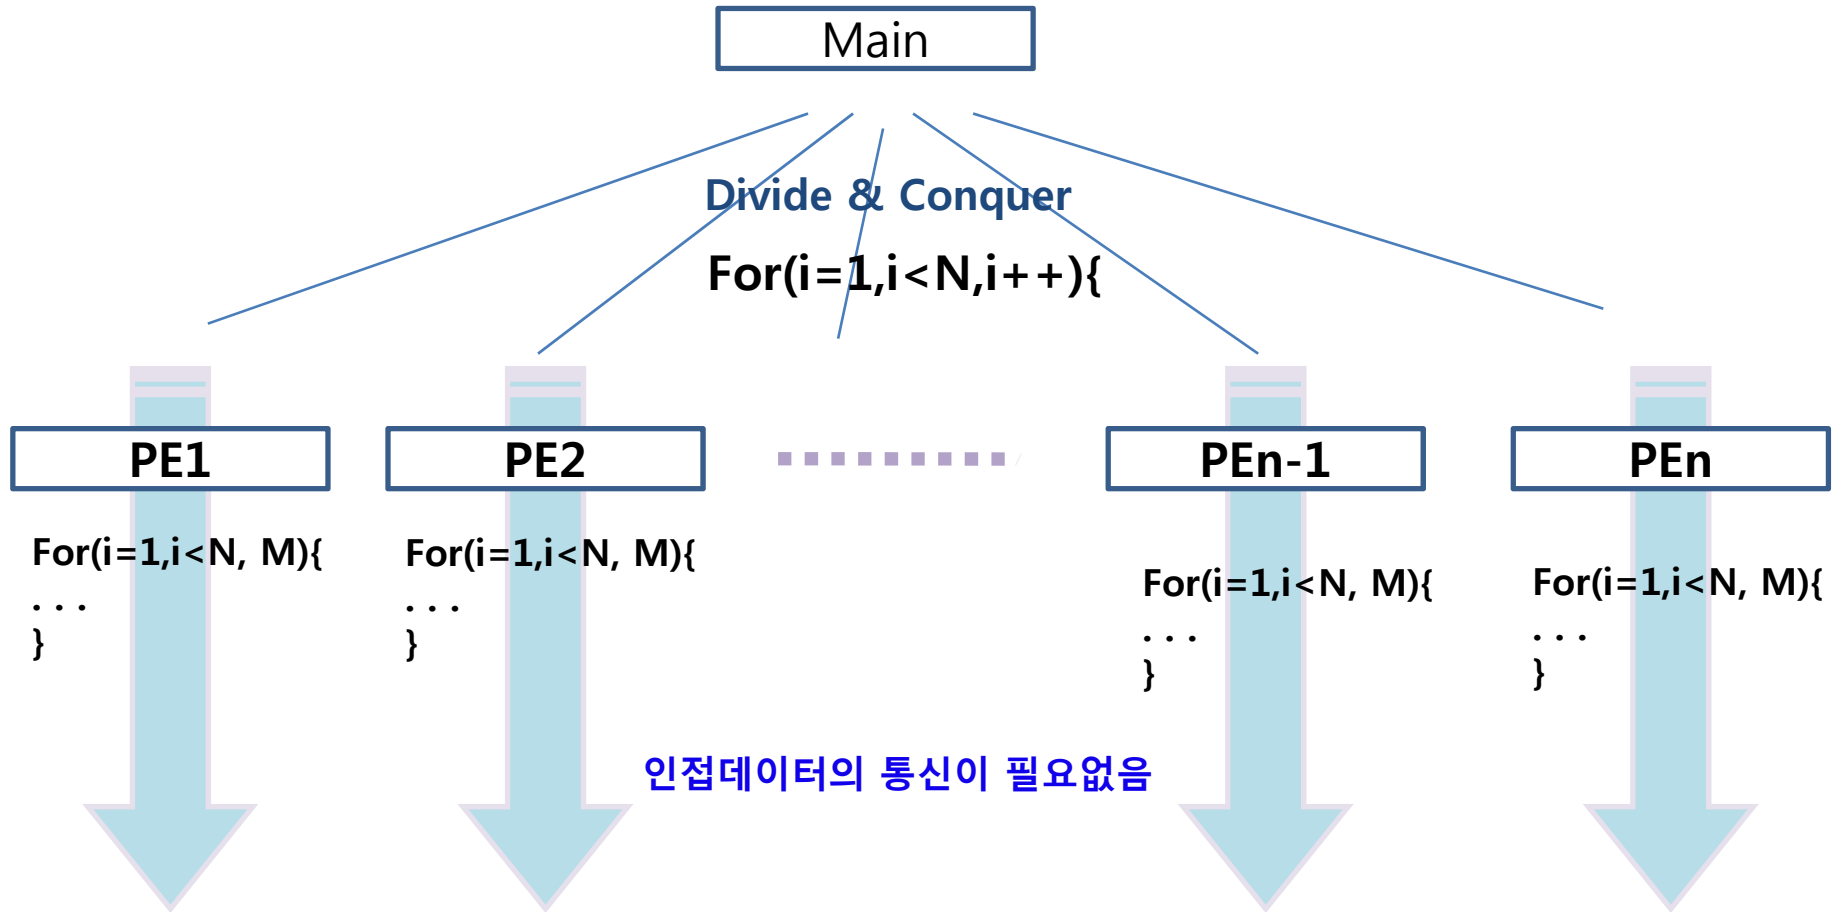 Main
Divide & Conquer
For(i=1,i<N,i++){
PE1
PE2
PEn-1
PEn
For(i=1,i<N, M){
. . .
}
For(i=1,i<N, M){
. . .
}
For(i=1,i<N, M){
. . .
}
For(i=1,i<N, M){
. . .
}
인접데이터의 통신이 필요없음